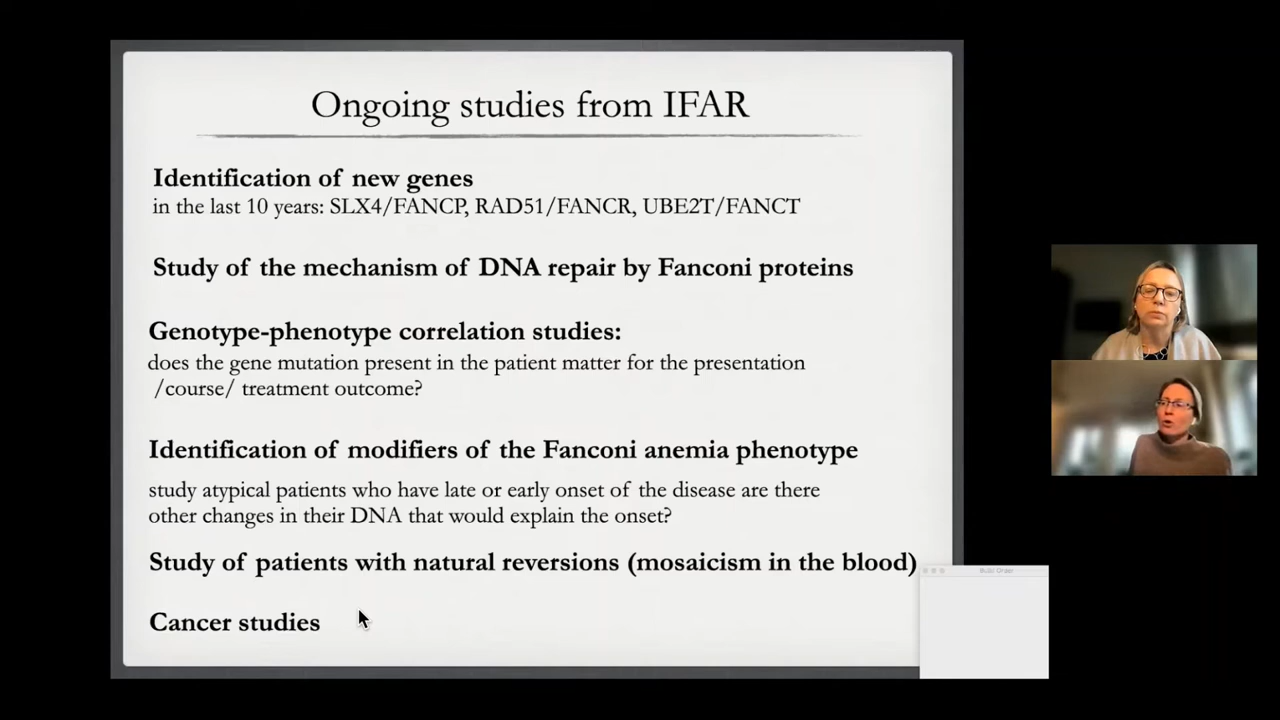 Ongoing studies from IFAR
Identification of new genes
in the last 10 years: SLX4/FANCP, RAD51/FANCR, UBE2T/FANCT
Study of the mechanism of DNA repair by Fanconi proteins
Genotype-phenotype correlation studies:
does the gene mutation present in the patient matter for the presentation
/course/ treatment outcome?
Identification of modifiers of the Fanconi anemia phenotype
study atypical patients who have late or early onset of the disease are there
other changes in their DNA that would explain the onset?
Study of patients with natural reversions (mosaicism in the blood)
Cancer studies